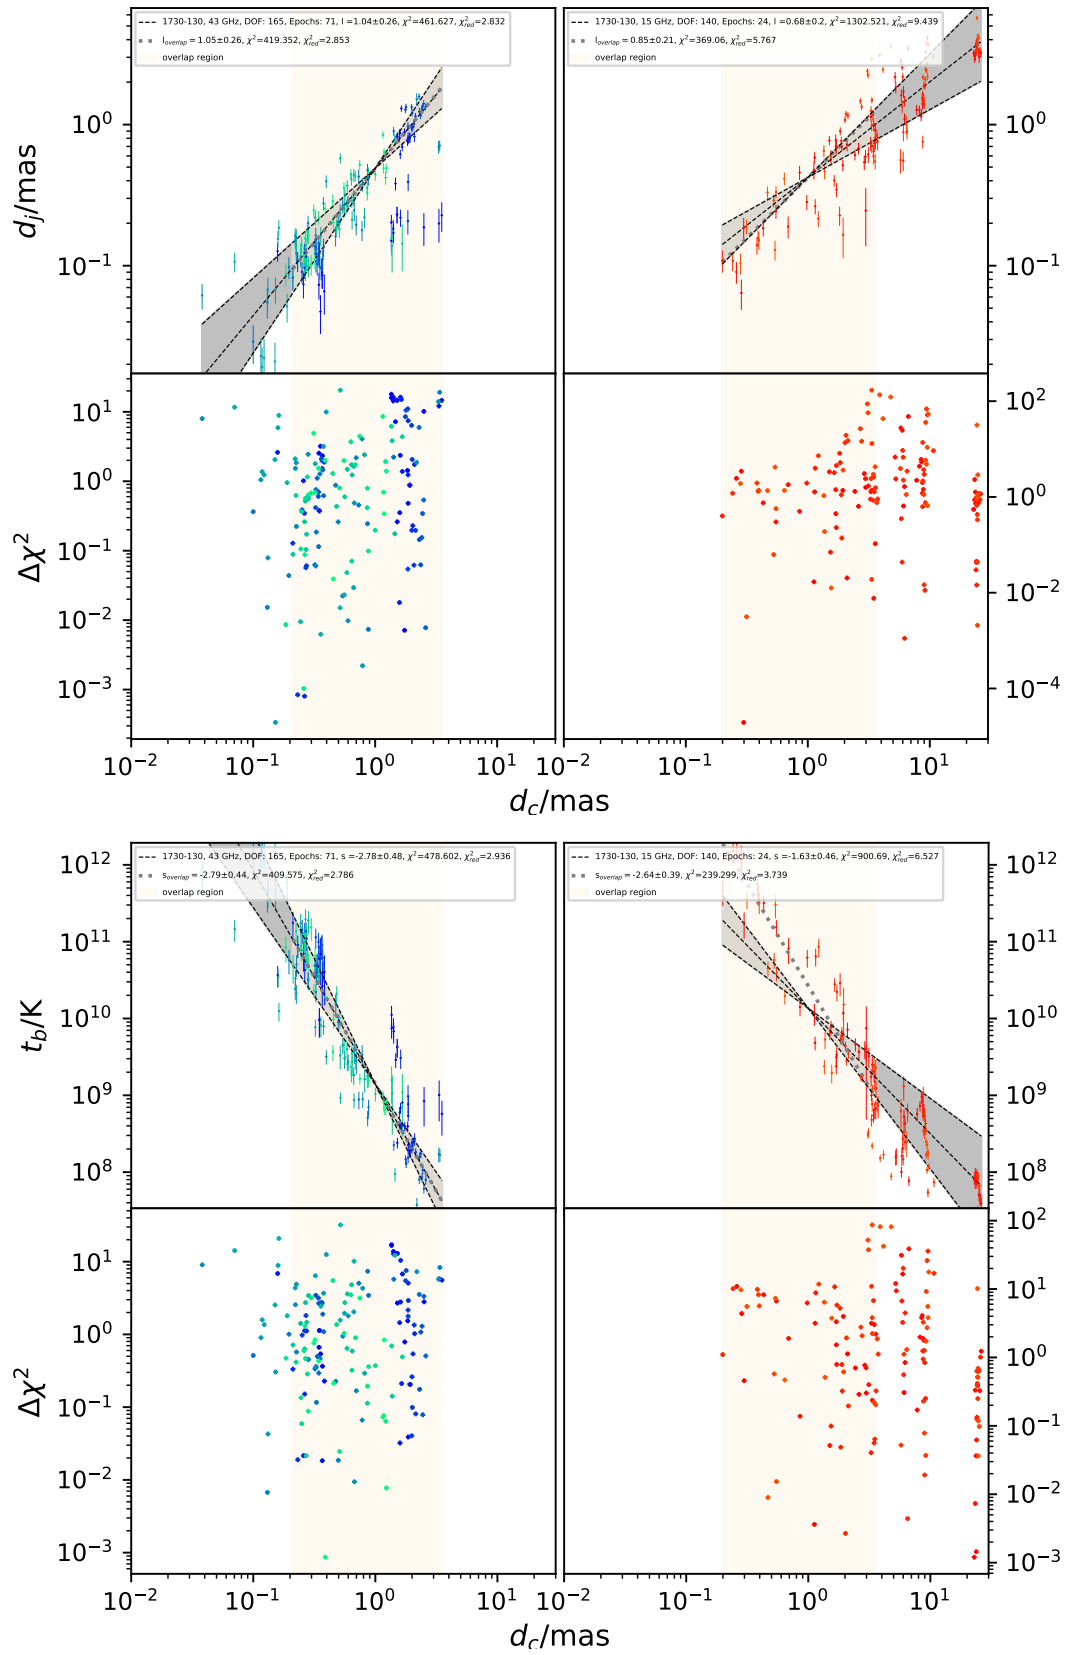 1730-130, 43 GHz, DOF: 165, Epochs: 71, l =1.04±0.26, χ²=461.627, χ²red=2.832
loverlap = 1.05±0.26, χ²=419.352, χ²red=2.853
overlap region
1730-130, 15 GHz, DOF: 140, Epochs: 24, l =0.68±0.2, χ²=1302.521, χ²red=9.439
loverlap = 0.85±0.21, χ²=369.06, χ²red=5.767
overlap region
dj/mas
10⁰
10⁻¹
10⁰
10⁻¹
Δχ²
10¹
10⁰
10⁻¹
10⁻²
10⁻³
10²
10⁰
10⁻²
10⁻⁴
10⁻² 10⁻¹ 10⁰ 10¹ 10⁻² 10⁻¹ 10⁰ 10¹
dc/mas
1730-130, 43 GHz, DOF: 165, Epochs: 71, s =-2.78±0.48, χ²=478.602, χ²red=2.936
soverlap = -2.79±0.44, χ²=409.575, χ²red=2.786
overlap region
1730-130, 15 GHz, DOF: 140, Epochs: 24, s =-1.63±0.46, χ²=900.69, χ²red=6.527
soverlap = -2.64±0.39, χ²=239.299, χ²red=3.739
overlap region
tb/K
10¹²
10¹¹
10¹⁰
10⁹
10⁸
10¹²
10¹¹
10¹⁰
10⁹
10⁸
Δχ²
10¹
10⁰
10⁻¹
10⁻²
10⁻³
10²
10¹
10⁰
10⁻¹
10⁻²
10⁻³
10⁻² 10⁻¹ 10⁰ 10¹ 10⁻² 10⁻¹ 10⁰ 10¹
dc/mas